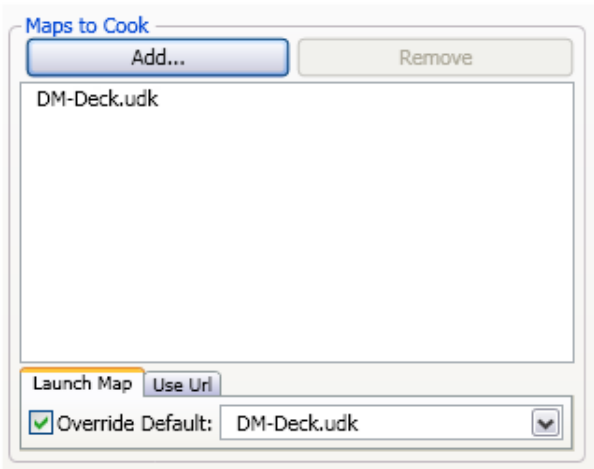 Maps to Cook
Add... Remove
DM-Deck.udk
Launch Map Use Url
Override Default: DM-Deck.udk